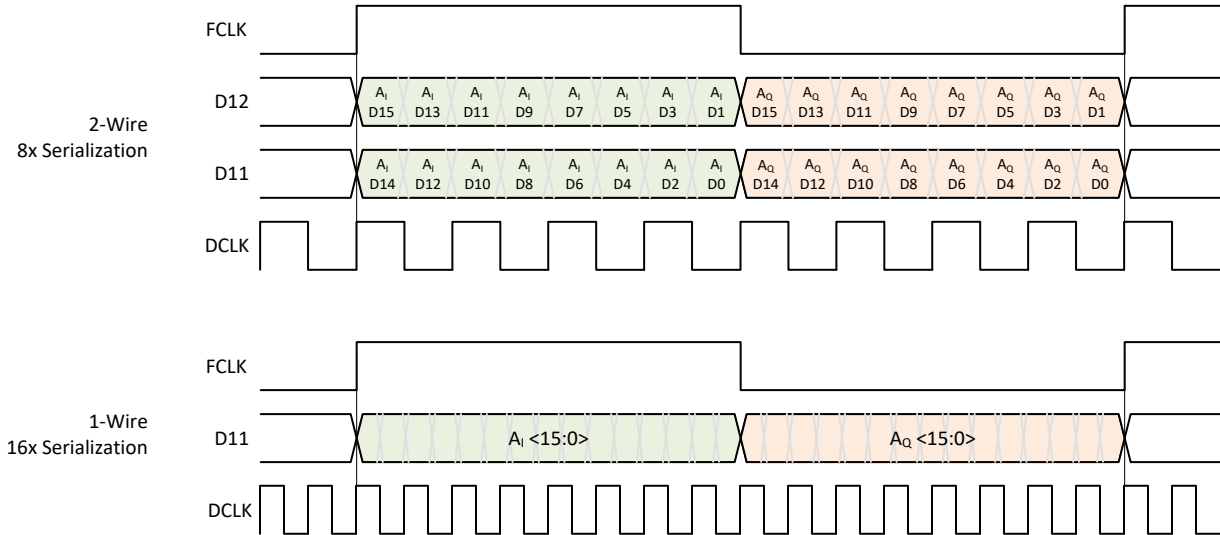 FCLK
D12
A_I A_I A_I A_I A_I A_I A_I A_I A_Q A_Q A_Q A_Q A_Q A_Q A_Q A_Q
D15 D13 D11 D9 D7 D5 D3 D1 D15 D13 D11 D9 D7 D5 D3 D1
2-Wire
8x Serialization
D11
A_I A_I A_I A_I A_I A_I A_I A_I A_Q A_Q A_Q A_Q A_Q A_Q A_Q A_Q
D14 D12 D10 D8 D6 D4 D2 D0 D14 D12 D10 D8 D6 D4 D2 D0
DCLK
FCLK
1-Wire
16x Serialization
D11
A_I <15:0> A_Q <15:0>
DCLK